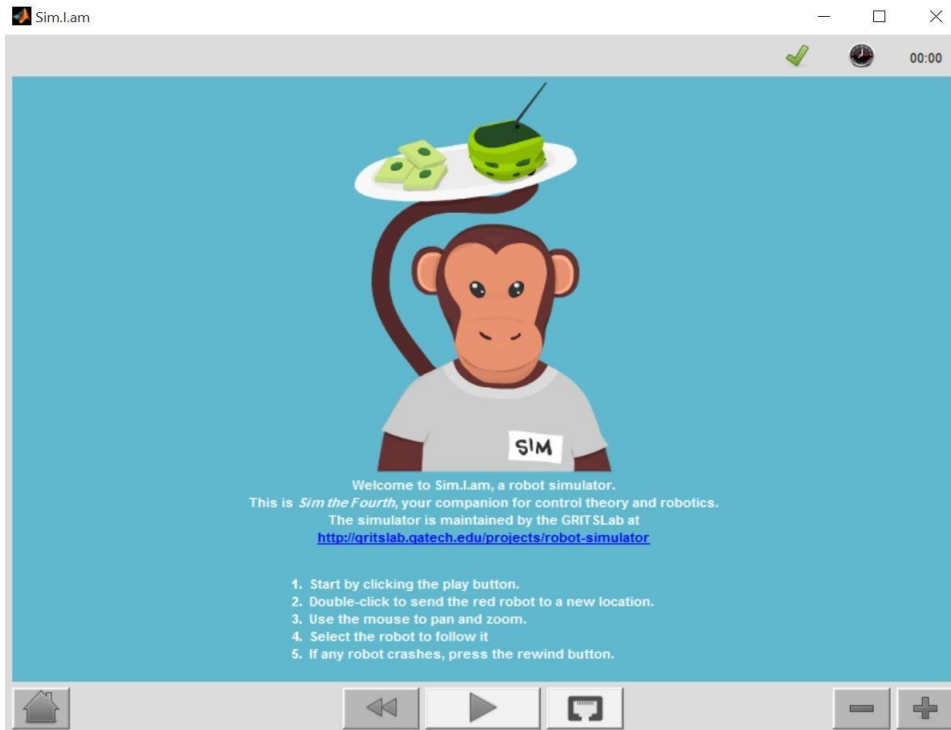 Sim.I.am
00:00
SIM
Welcome to Sim.I.am, a robot simulator.
This is Sim the Fourth, your companion for control theory and robotics.
The simulator is maintained by the GRITSLab at
http://gritslab.gatech.edu/projects/robot-simulator
1. Start by clicking the play button.
2. Double-click to send the red robot to a new location.
3. Use the mouse to pan and zoom.
4. Select the robot to follow it
5. If any robot crashes, press the rewind button.